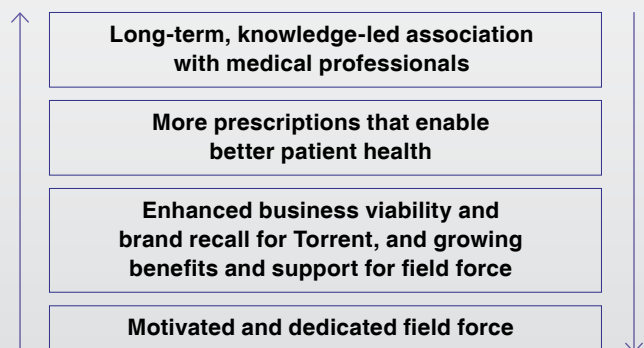 Long-term, knowledge-led association
with medical professionals
More prescriptions that enable
better patient health
Enhanced business viability and
brand recall for Torrent, and growing
benefits and support for field force
Motivated and dedicated field force